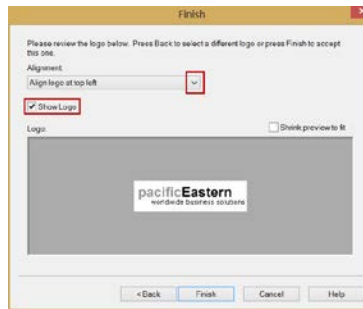 Finish
Please review the logo below. Press Back to select a different logo or press Finish to accept
this one.
Alignment:
Align logo at top left
Show Logo
Logo:
Shrink preview to fit
pacificEastern
worldwide business solutions
< Back
Finish
Cancel
Help